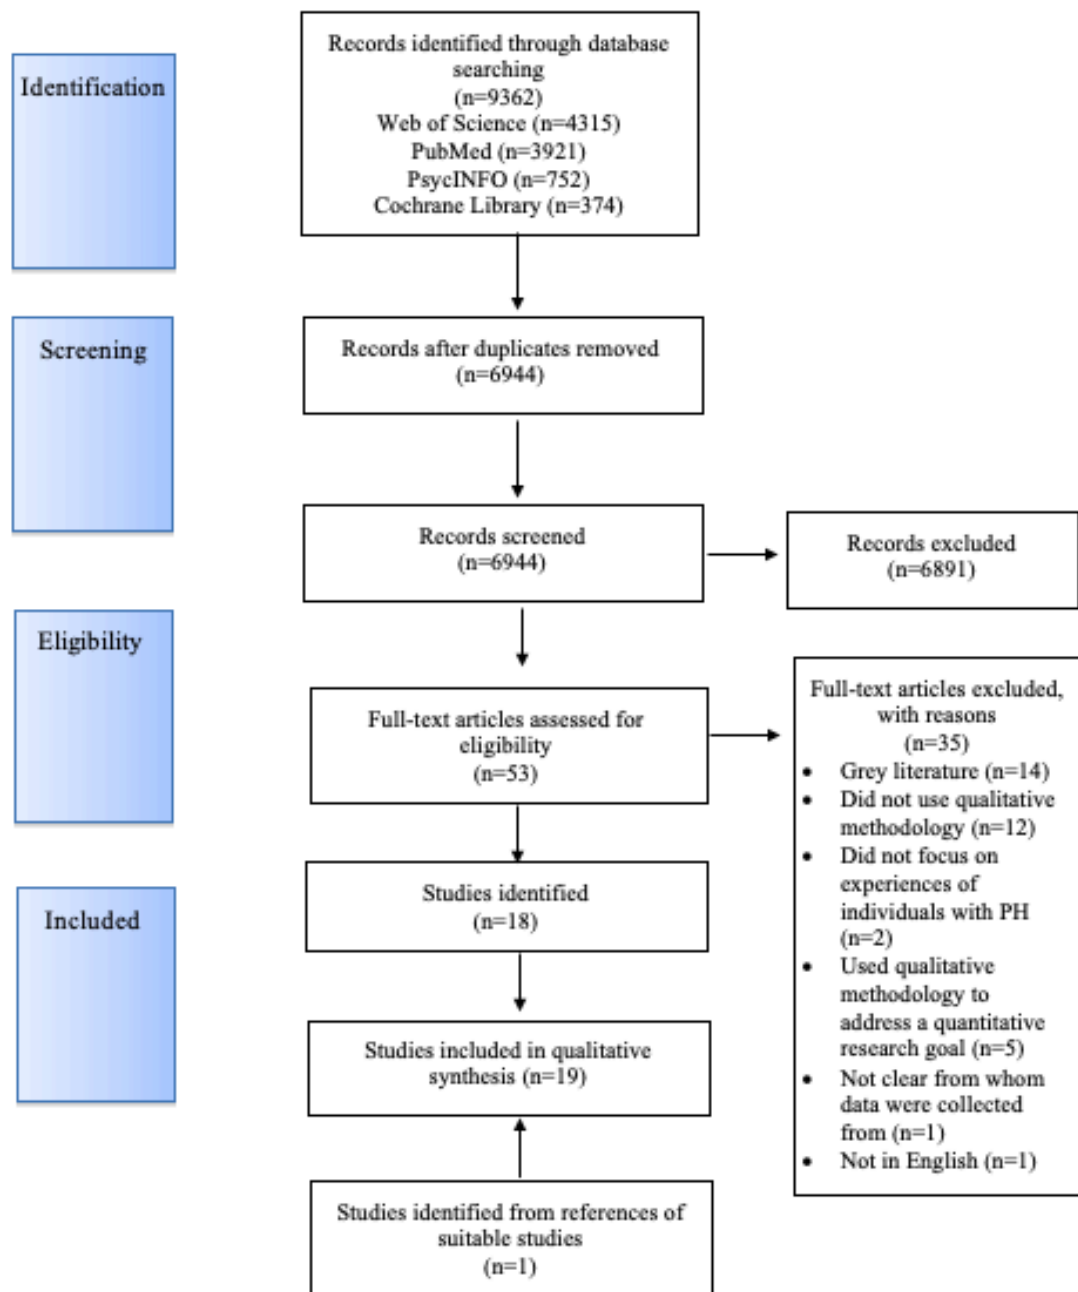 Identification
Records identified through database
searching
(n=9362)
Web of Science (n=4315)
PubMed (n=3921)
PsycINFO (n=752)
Cochrane Library (n=374)
Screening
Records after duplicates removed
(n=6944)
Records screened
(n=6944)
Records excluded
(n=6891)
Eligibility
Full-text articles assessed for
eligibility
(n=53)
Full-text articles excluded,
with reasons
(n=35)
• Grey literature (n=14)
• Did not use qualitative
methodology (n=12)
• Did not focus on
experiences of
individuals with PH
(n=2)
• Used qualitative
methodology to
address a quantitative
research goal (n=5)
• Not clear from whom
data were collected
from (n=1)
• Not in English (n=1)
Included
Studies identified
(n=18)
Studies included in qualitative
synthesis (n=19)
Studies identified from references of
suitable studies
(n=1)